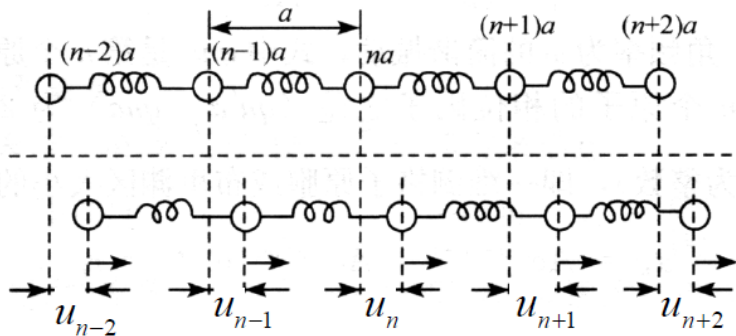 a
(n-2)a (n-1)a na (n+1)a (n+2)a
u_{n-2} u_{n-1} u_n u_{n+1} u_{n+2}